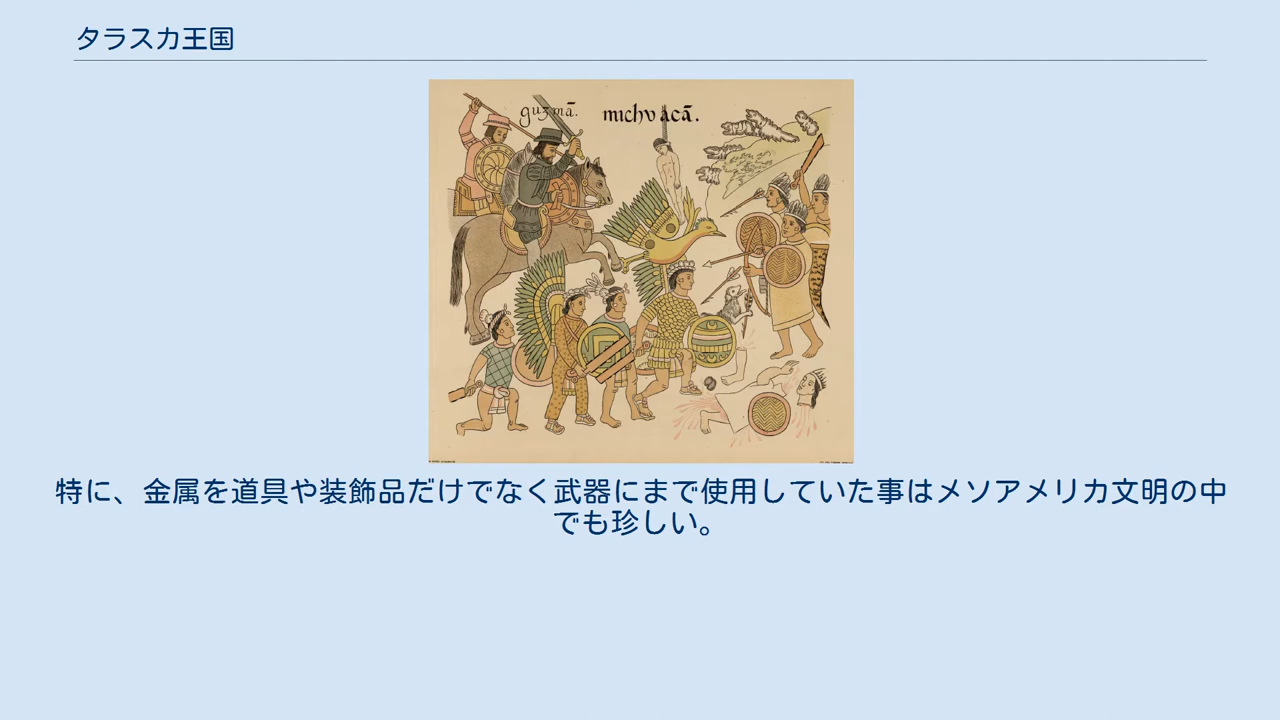 タラスカ王国
guzmā. michvacā.
特に、金属を道具や装飾品だけでなく武器にまで使用していた事はメソアメリカ文明の中
でも珍しい。